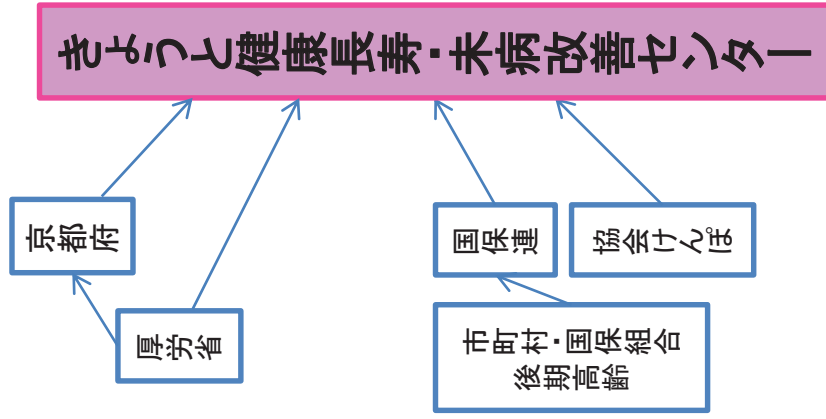 きょうと健康長寿・未病改善センター
京都府
厚労省
国保連
協会けんぽ
市町村・国保組合
後期高齢